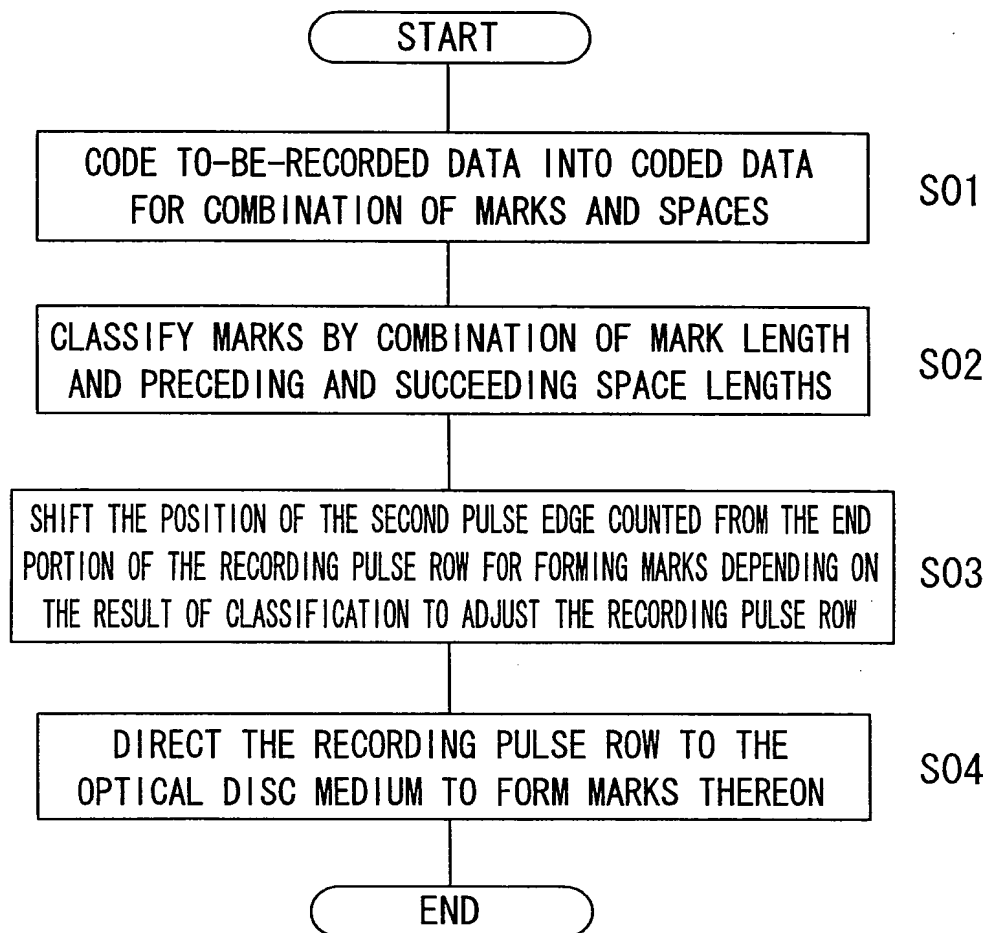 START
CODE TO-BE-RECORDED DATA INTO CODED DATA
FOR COMBINATION OF MARKS AND SPACES
S01
CLASSIFY MARKS BY COMBINATION OF MARK LENGTH
AND PRECEDING AND SUCCEEDING SPACE LENGTHS
S02
SHIFT THE POSITION OF THE SECOND PULSE EDGE COUNTED FROM THE END
PORTION OF THE RECORDING PULSE ROW FOR FORMING MARKS DEPENDING ON
THE RESULT OF CLASSIFICATION TO ADJUST THE RECORDING PULSE ROW
S03
DIRECT THE RECORDING PULSE ROW TO THE
OPTICAL DISC MEDIUM TO FORM MARKS THEREON
S04
END